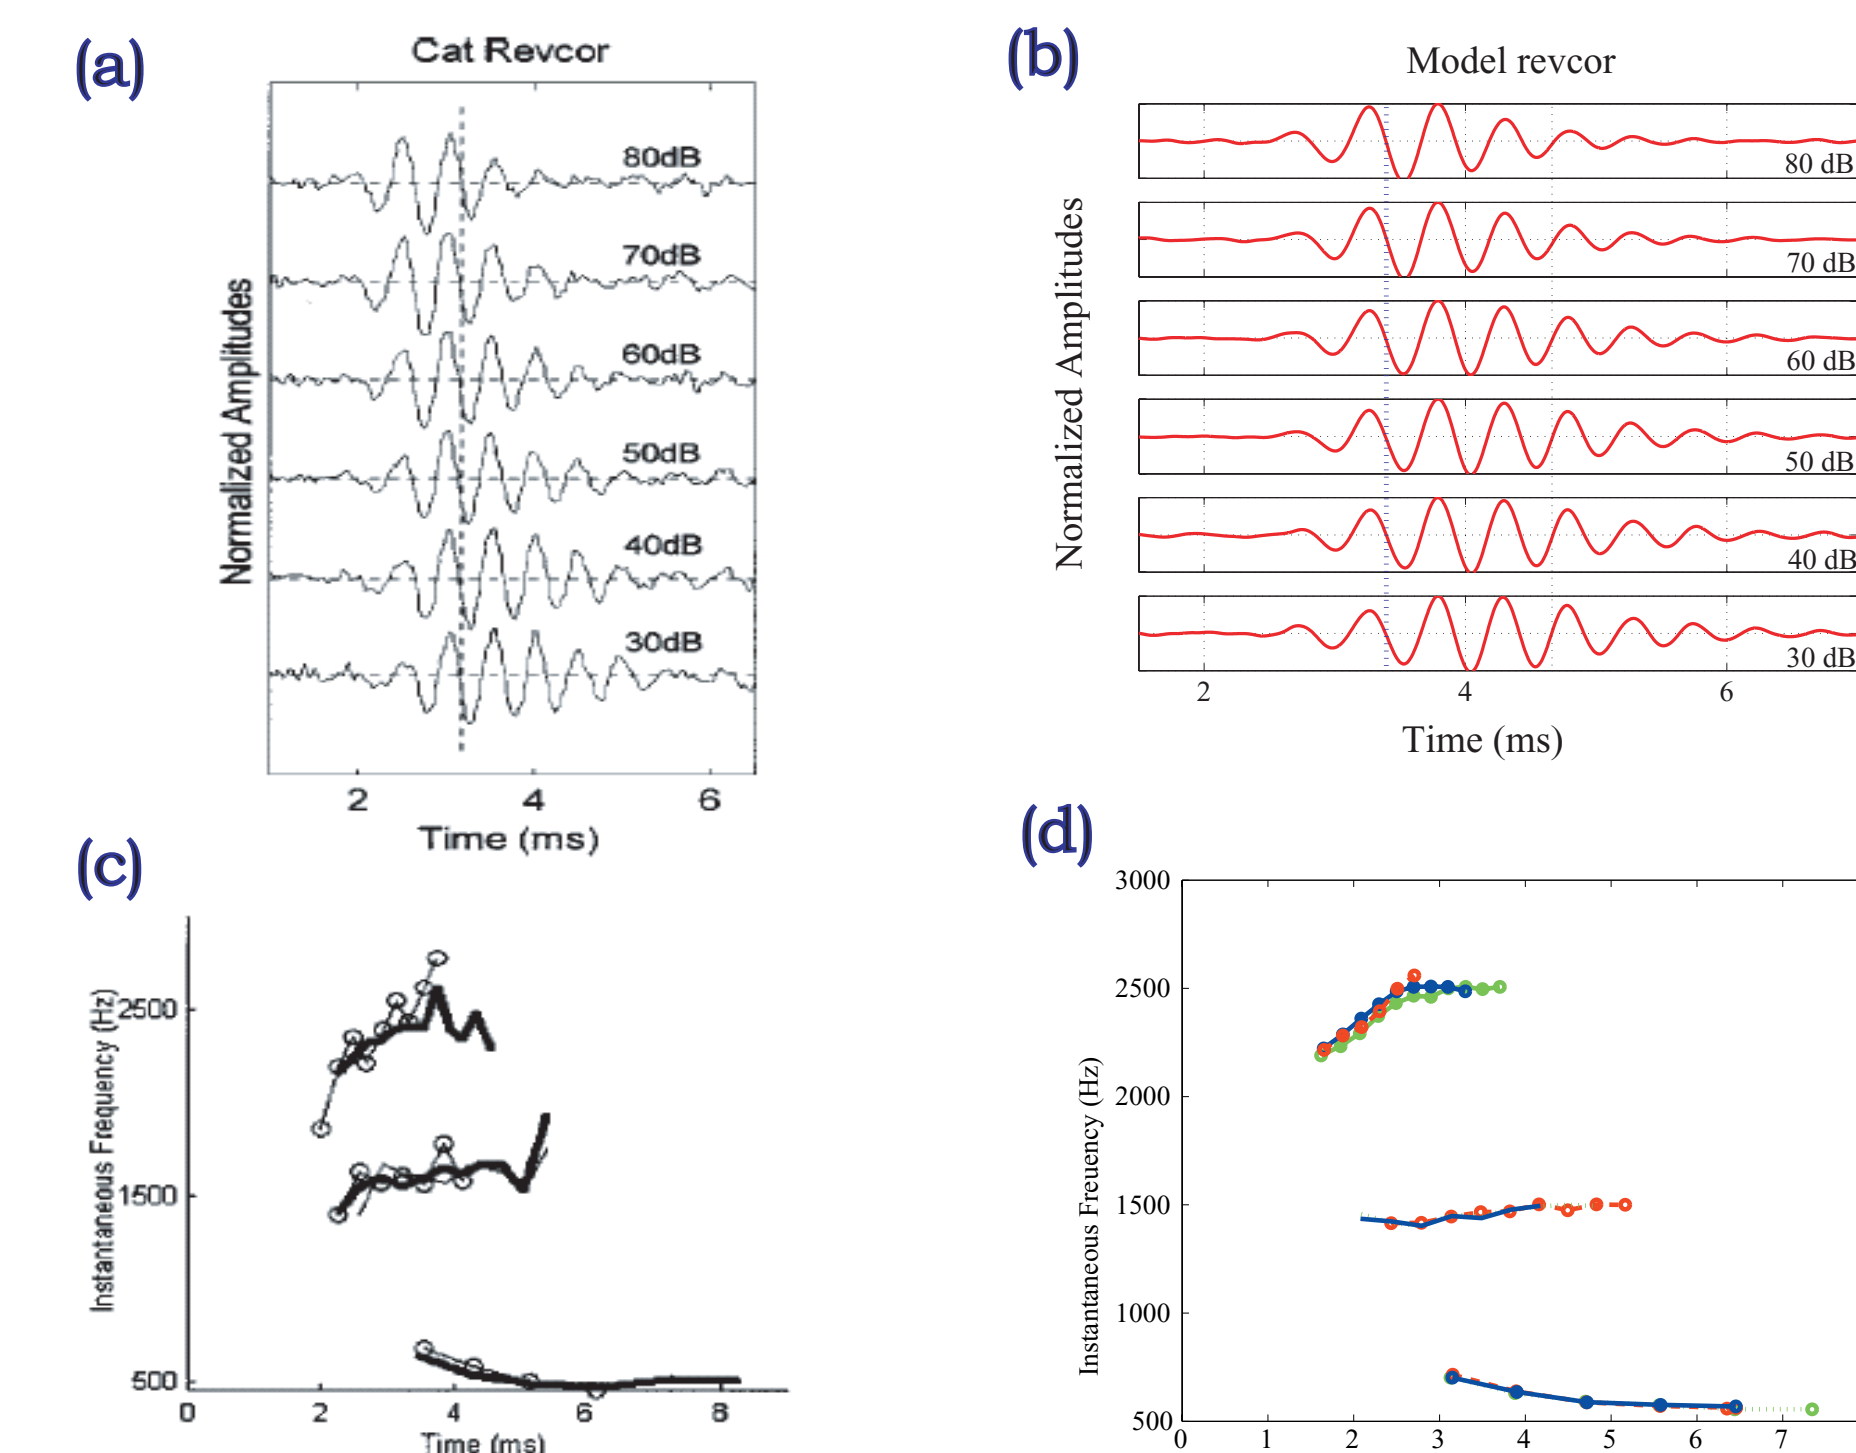 (a)
Cat Revcor
80dB
70dB
60dB
50dB
40dB
30dB
Normalized Amplitudes
2 4 6
Time (ms)
(b)
Model revcor
80 dB
70 dB
60 dB
50 dB
40 dB
30 dB
Normalized Amplitudes
2 4 6
Time (ms)
(c)
2500
1500
500
Instantaneous Frequency (Hz)
0 2 4 6 8
Time (ms)
(d)
3000
2500
2000
1500
1000
500
Instantaneous Freuency (Hz)
0 1 2 3 4 5 6 7